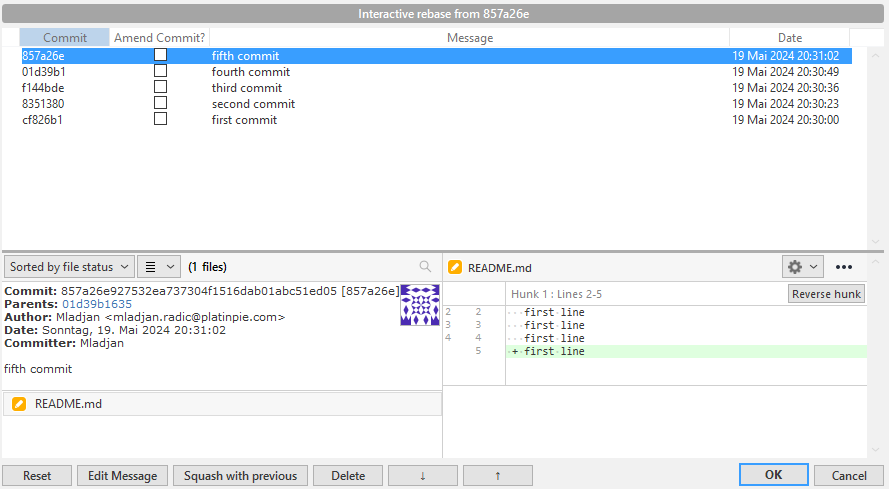 Interactive rebase from 857a26e
Commit Amend Commit? Message Date
857a26e fifth commit 19 Mai 2024 20:31:02
01d39b1 fourth commit 19 Mai 2024 20:30:49
f144bde third commit 19 Mai 2024 20:30:36
8351380 second commit 19 Mai 2024 20:30:23
cf826b1 first commit 19 Mai 2024 20:30:00
Sorted by file status (1 files)
Commit: 857a26e927532ea737304f1516dab01abc51ed05 [857a26e]
Parents: 01d39b1635
Author: Mladjan <mladjan.radic@platinpie.com>
Date: Sonntag, 19. Mai 2024 20:31:02
Committer: Mladjan
fifth commit
README.md
README.md
Hunk 1 : Lines 2-5 Reverse hunk
2 2 first line
3 3 first line
4 4 first line
5 + first line
Reset Edit Message Squash with previous Delete ↓ ↑ OK Cancel